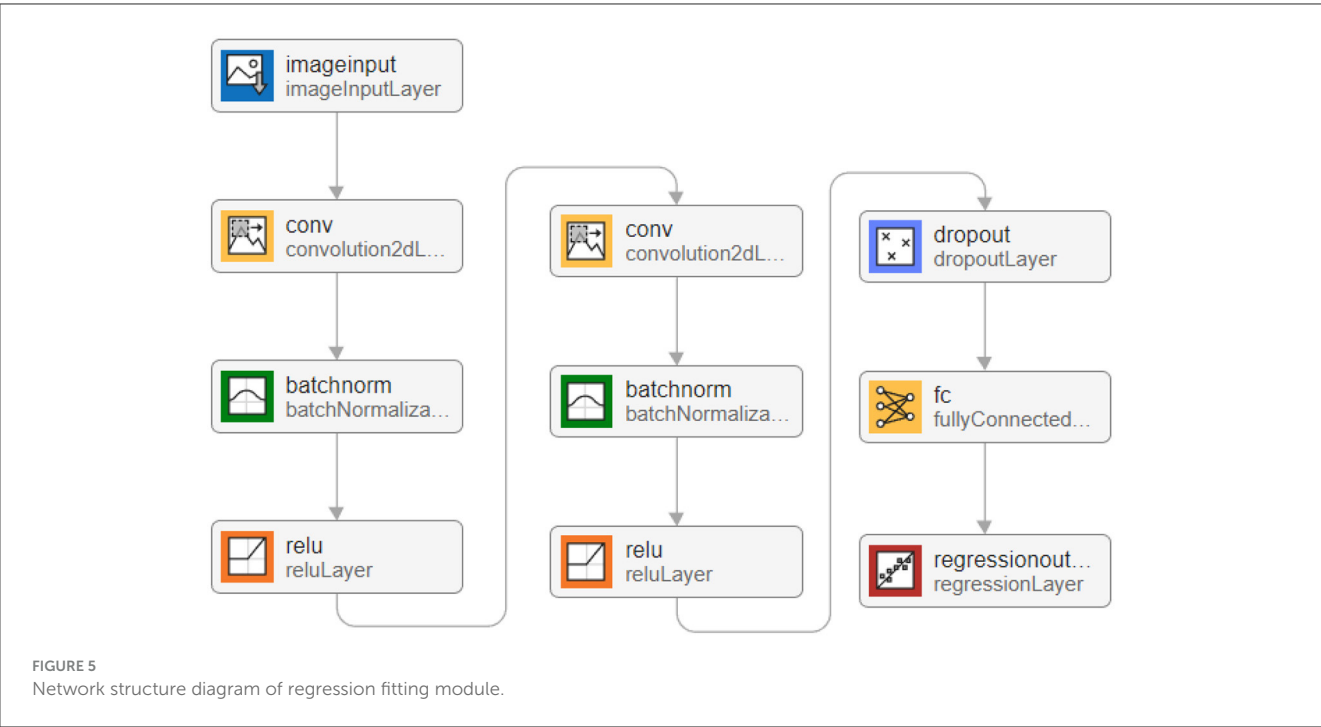 imageinput
imageInputLayer
conv
convolution2dL...
batchnorm
batchNormaliza...
relu
reluLayer
conv
convolution2dL...
batchnorm
batchNormaliza...
relu
reluLayer
dropout
dropoutLayer
fc
fullyConnected...
regressionout...
regressionLayer
FIGURE 5
Network structure diagram of regression fitting module.